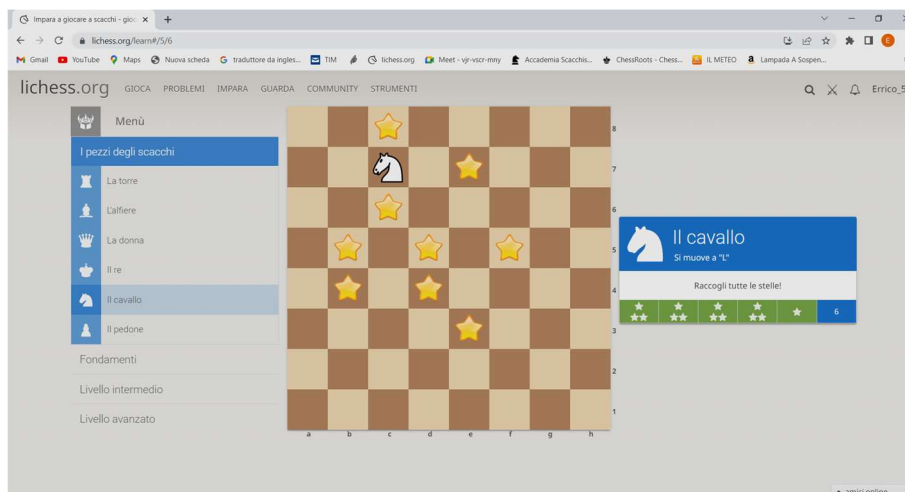 Impara a giocare a scacchi - gioc
lichess.org/learn#/5/6
Gmail YouTube Maps Nuova scheda traduttore da ingles... TIM lichess.org Meet - vjr-vscr-mny Accademia Scacchis... ChessRoots - Chess... IL METEO Lampada A Sospen...
lichess.org GIOCA PROBLEMI IMPARA GUARDA COMMUNITY STRUMENTI Errico_5
Menù
I pezzi degli scacchi
La torre
L'alfiere
La donna
Il re
Il cavallo
Il pedone
Fondamenti
Livello intermedio
Livello avanzato
8
7
6
5
4
3
2
1
a b c d e f g h
Il cavallo
Si muove a "L"
Raccogli tutte le stelle!
6
amici online